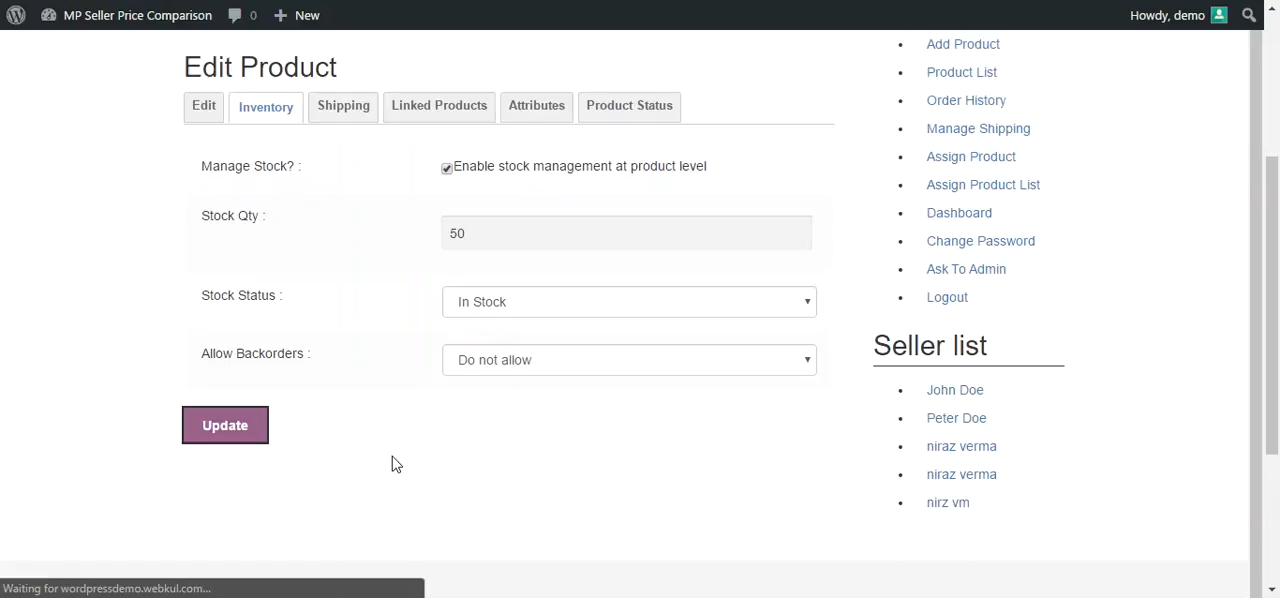 MP Seller Price Comparison 0 New Howdy, demo
Edit Product
Edit Inventory Shipping Linked Products Attributes Product Status
Manage Stock? : Enable stock management at product level
Stock Qty :
50
Stock Status : In Stock
Allow Backorders : Do not allow
Update
Add Product
Product List
Order History
Manage Shipping
Assign Product
Assign Product List
Dashboard
Change Password
Ask To Admin
Logout
Seller list
John Doe
Peter Doe
niraz verma
niraz verma
nirz vm
Waiting for wordpressdemo.webkul.com...